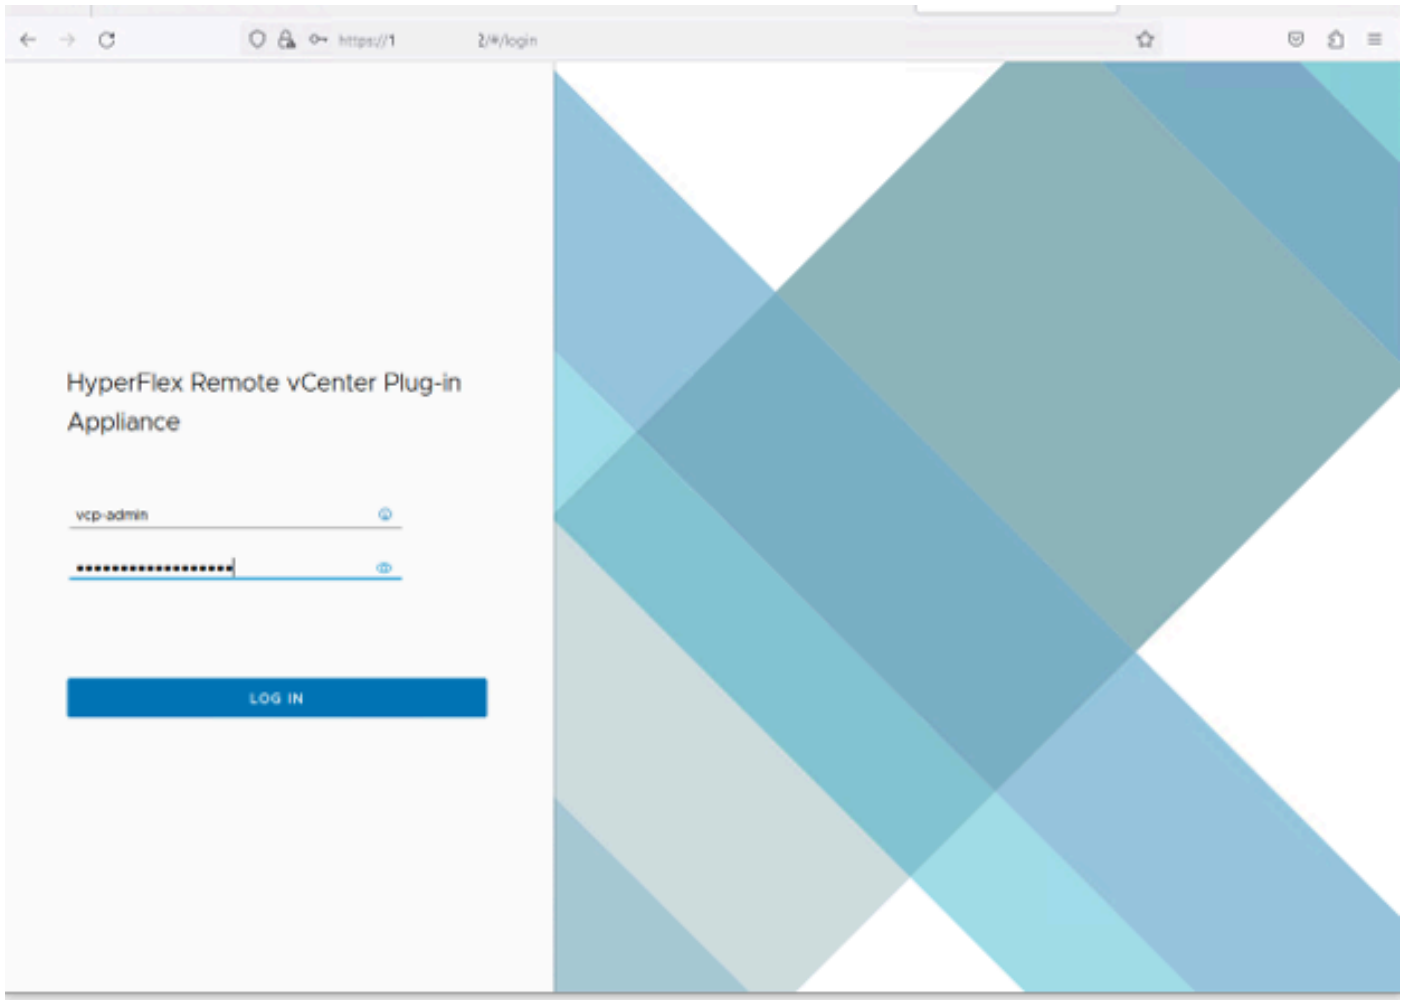 https://1 2/#/login
HyperFlex Remote vCenter Plug-in
Appliance
vcp-admin
••••••••••••••••••
LOG IN